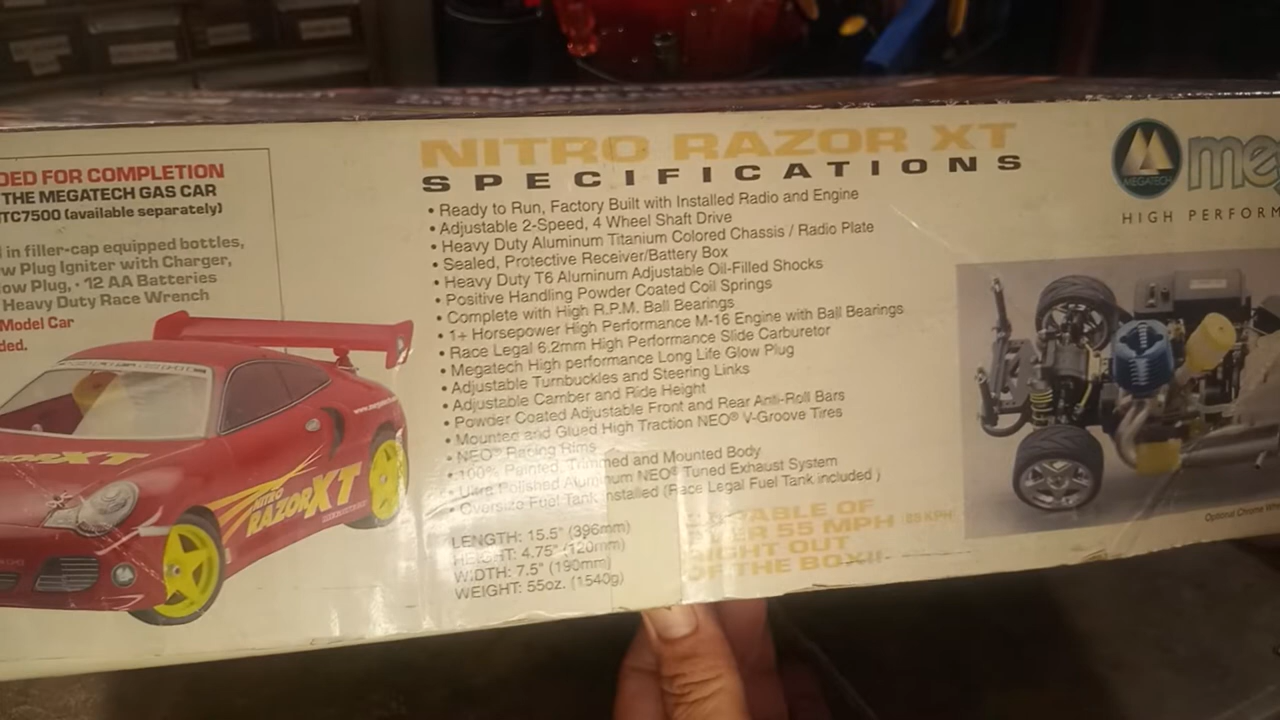 DED FOR COMPLETION
THE MEGATECH GAS CAR
TC7500 (available separately)
in filler-cap equipped bottles,
w Plug Igniter with Charger,
low Plug, • 12 AA Batteries
Heavy Duty Race Wrench
Model Car
ded.
NITRO RAZOR XT
SPECIFICATIONS
• Ready to Run, Factory Built with Installed Radio and Engine
• Adjustable 2-Speed, 4 Wheel Shaft Drive
• Heavy Duty Aluminum Titanium Colored Chassis / Radio Plate
• Sealed, Protective Receiver/Battery Box
• Heavy Duty T6 Aluminum Adjustable Oil-Filled Shocks
• Positive Handling Powder Coated Coil Springs
• Complete with High R.P.M. Ball Bearings
• 1+ Horsepower High Performance M-16 Engine with Ball Bearings
• Race Legal 6.2mm High Performance Slide Carburetor
• Megatech High performance Long Life Glow Plug
• Adjustable Turnbuckles and Steering Links
• Adjustable Camber and Ride Height
• Powder Coated Adjustable Front and Rear Anti-Roll Bars
• Mounted and Glued High Traction NEO® V-Groove Tires
• NEO® Racing Rims
• 100% Painted, Trimmed and Mounted Body
• Ultra Polished Aluminum NEO® Tuned Exhaust System
• Oversize Fuel Tank Installed (Race Legal Fuel Tank included )
LENGTH: 15.5" (396mm)
HEIGHT: 4.75" (120mm)
WIDTH: 7.5" (190mm)
WEIGHT: 55oz. (1540g)
CAPABLE OF
OVER 55 MPH
RIGHT OUT
OF THE BOX!!
MEGATECH
me
HIGH PERFORM
Optional Chrome Wh
NITRO
RAZOR XT